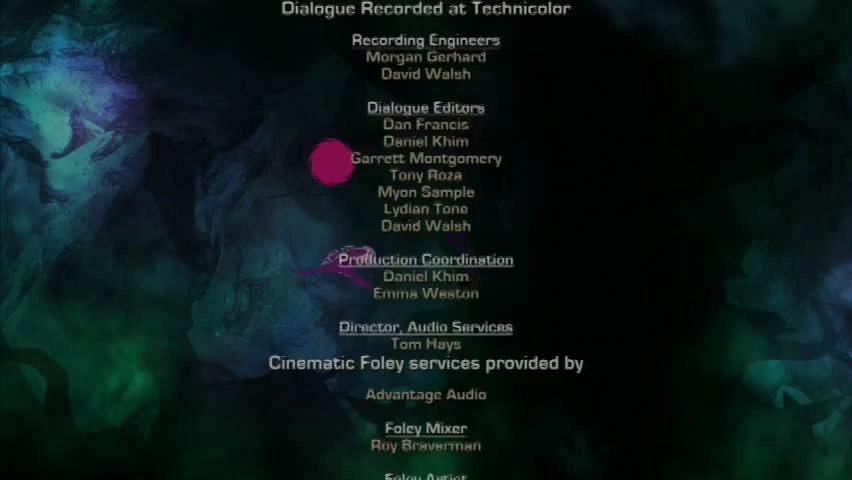 Dialogue Recorded at Technicolor
Recording Engineers
Morgan Gerhard
David Walsh
Dialogue Editors
Dan Francis
Daniel Khim
Garrett Montgomery
Tony Roza
Myon Sample
Lydian Tone
David Walsh
Production Coordination
Daniel Khim
Emma Weston
Director, Audio Services
Tom Hays
Cinematic Foley services provided by
Advantage Audio
Foley Mixer
Roy Braverman
Foley Artist